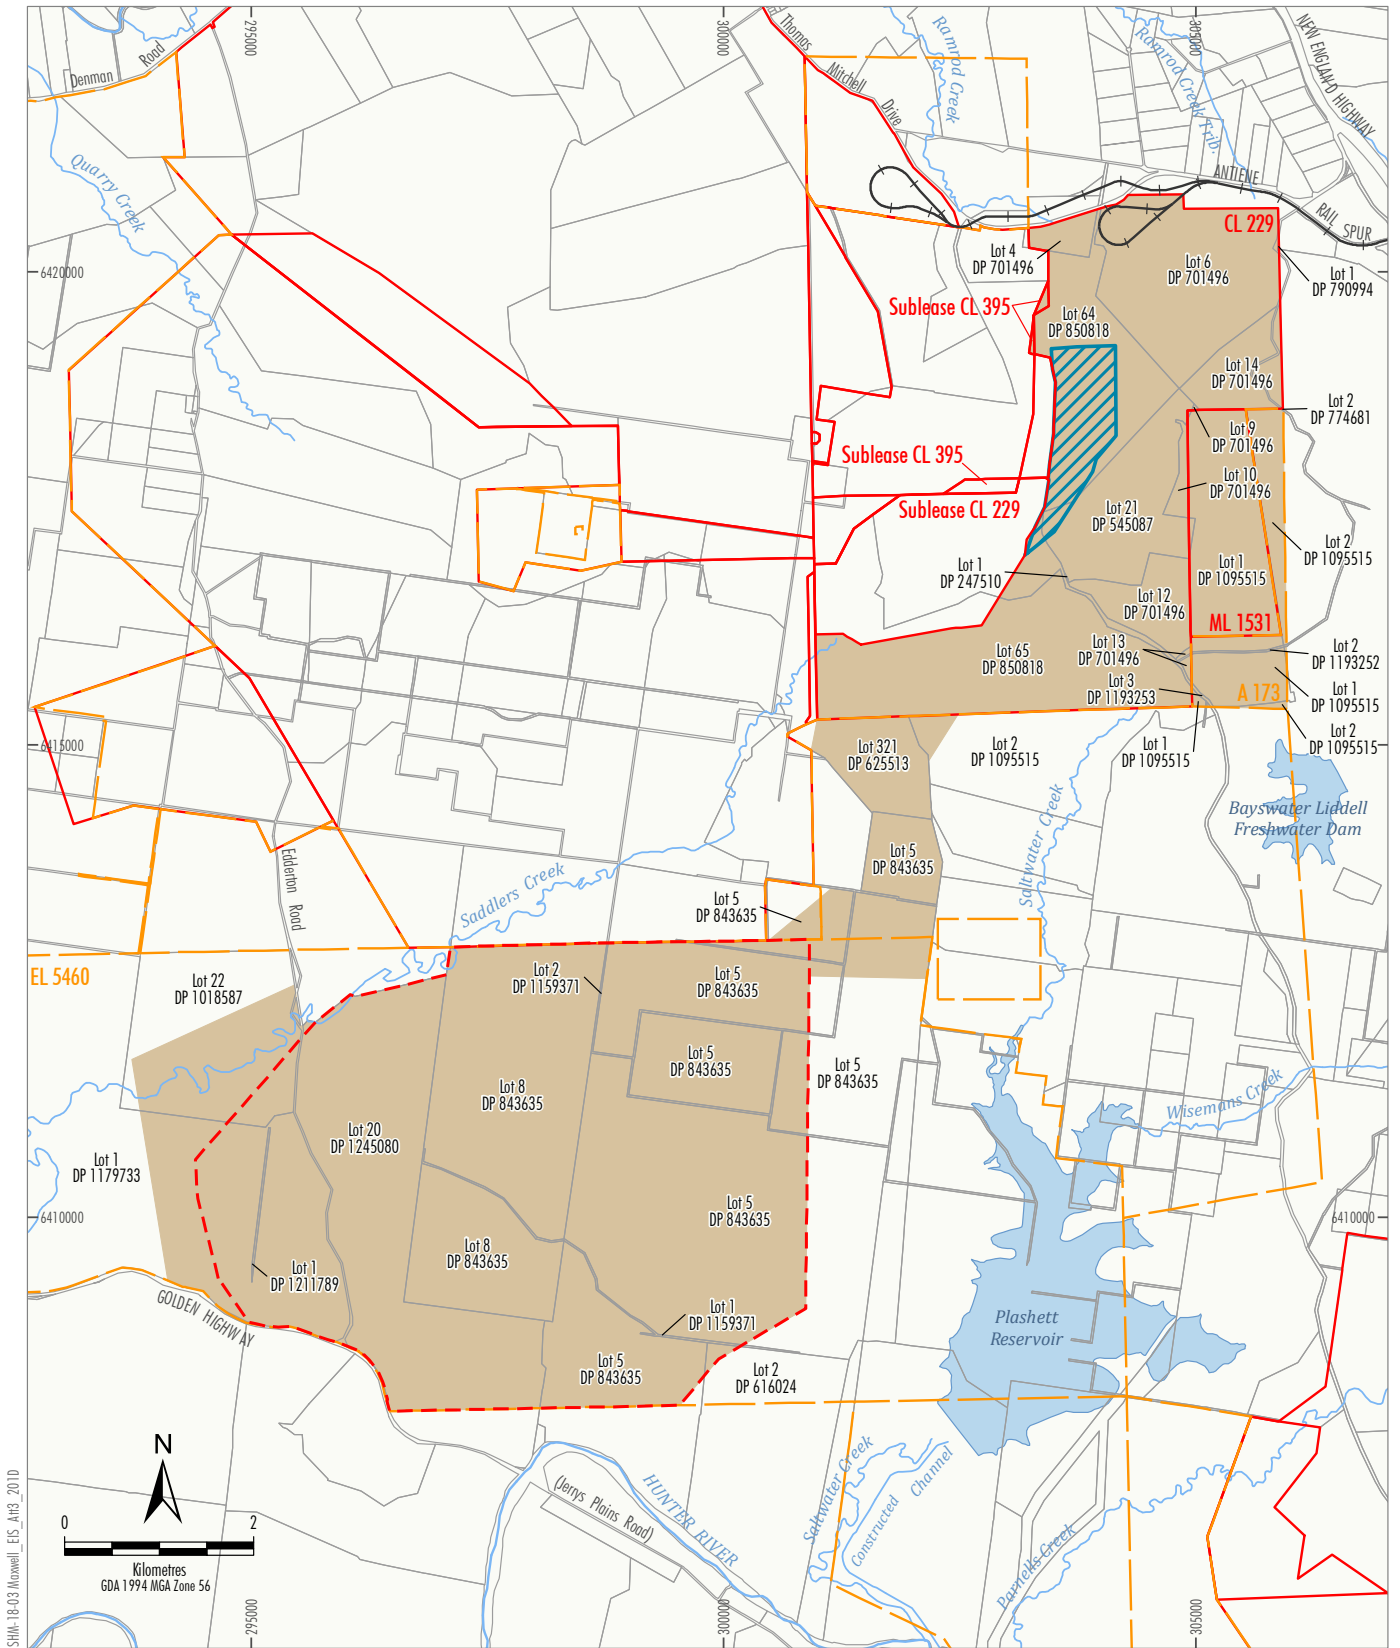 295000
300000
305000
Denman
Road
Thomas
Mitchell
Drive
Ramrod Creek
Ramrod Creek Trib.
NEW ENGLAND HIGHWAY
Quarry Creek
ANTIENE
RAIL SPUR
CL 229
Lot 4
DP 701496
Lot 6
DP 701496
Lot 1
DP 790994
6420000
Sublease CL 395
Lot 64
DP 850818
Lot 14
DP 701496
Lot 2
DP 774681
Lot 9
DP 701496
Sublease CL 395
Lot 10
DP 701496
Sublease CL 229
Lot 21
DP 545087
Lot 2
DP 1095515
Lot 1
DP 247510
Lot 1
DP 1095515
Lot 12
DP 701496
ML 1531
Lot 65
DP 850818
Lot 13
DP 701496
Lot 2
DP 1193252
Lot 3
DP 1193253
A 173
Lot 1
DP 1095515
6415000
Lot 321
DP 625513
Lot 2
DP 1095515
Lot 1
DP 1095515
Lot 2
DP 1095515
Bayswater Liddell
Freshwater Dam
Saltwater Creek
Edderton Road
Saddlers Creek
Lot 5
DP 843635
Lot 5
DP 843635
EL 5460
Lot 22
DP 1018587
Lot 2
DP 1159371
Lot 5
DP 843635
Lot 5
DP 843635
Lot 5
DP 843635
Lot 8
DP 843635
Wisemans Creek
Lot 20
DP 1245080
Lot 1
DP 1179733
Lot 5
DP 843635
6410000
6410000
Lot 8
DP 843635
Lot 1
DP 1211789
GOLDEN HIGHWAY
Lot 1
DP 1159371
Plashett
Reservoir
Lot 5
DP 843635
Lot 2
DP 616024
N
0 2
Kilometres
GDA 1994 MGA Zone 56
(Jerrys Plains Road)
HUNTER RIVER
Saltwater Creek
Constructed Channel
Parnells Creek
295000
300000
305000
SHM-18-03 Maxwell_EIS_Att3_201D